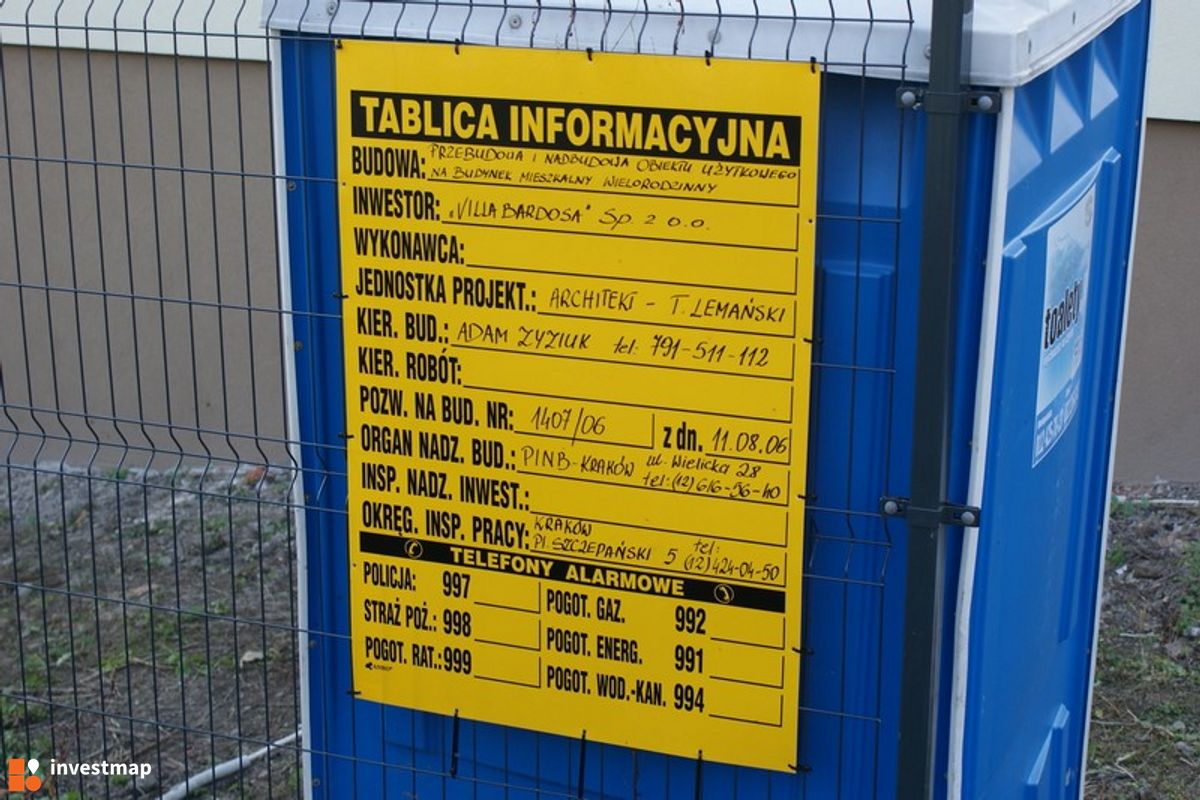 TABLICA INFORMACYJNA
BUDOWA: PRZEBUDOWA I NADBUDOWA OBIEKTU UŻYTKOWEGO
NA BUDYNEK MIESZKALNY WIELORODZINNY
INWESTOR: „VILLA BARDOSA" Sp. z o.o.
WYKONAWCA:
JEDNOSTKA PROJEKT.: ARCHITEKT - T. LEMAŃSKI
KIER. BUD.: ADAM ZYZIUK tel: 791-511-112
KIER. ROBÓT:
POZW. NA BUD. NR: 1407/06 z dn. 11.08.06
ORGAN NADZ. BUD.: PINB-KRAKÓW ul. Wielicka 28
tel: (12) 616-56-40
INSP. NADZ. INWEST.:
OKRĘG. INSP. PRACY: KRAKÓW
Pl. SZCZEPAŃSKI 5 tel: (12) 424-04-50
TELEFONY ALARMOWE
POLICJA: 997 POGOT. GAZ. 992
STRAŻ POŻ.: 998 POGOT. ENERG. 991
POGOT. RAT.: 999 POGOT. WOD.-KAN. 994
toalety
investmap